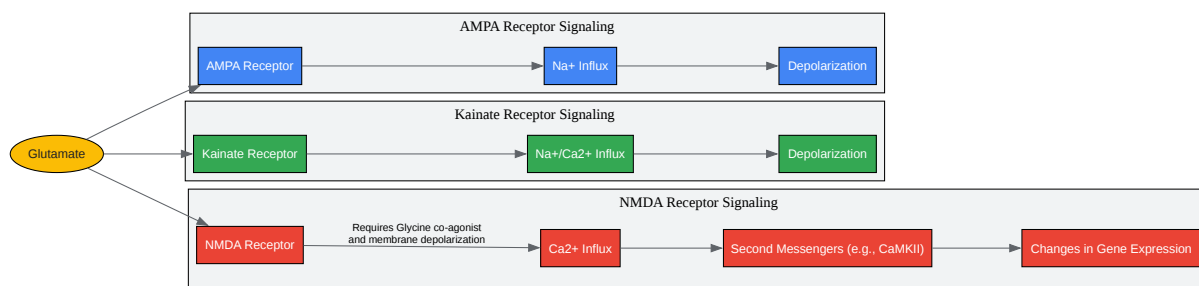 AMPA Receptor Signaling
AMPA Receptor
Na+ Influx
Depolarization
Kainate Receptor Signaling
Glutamate
Kainate Receptor
Na+/Ca2+ Influx
Depolarization
NMDA Receptor Signaling
NMDA Receptor
Requires Glycine co-agonist
and membrane depolarization
Ca2+ Influx
Second Messengers (e.g., CaMKII)
Changes in Gene Expression